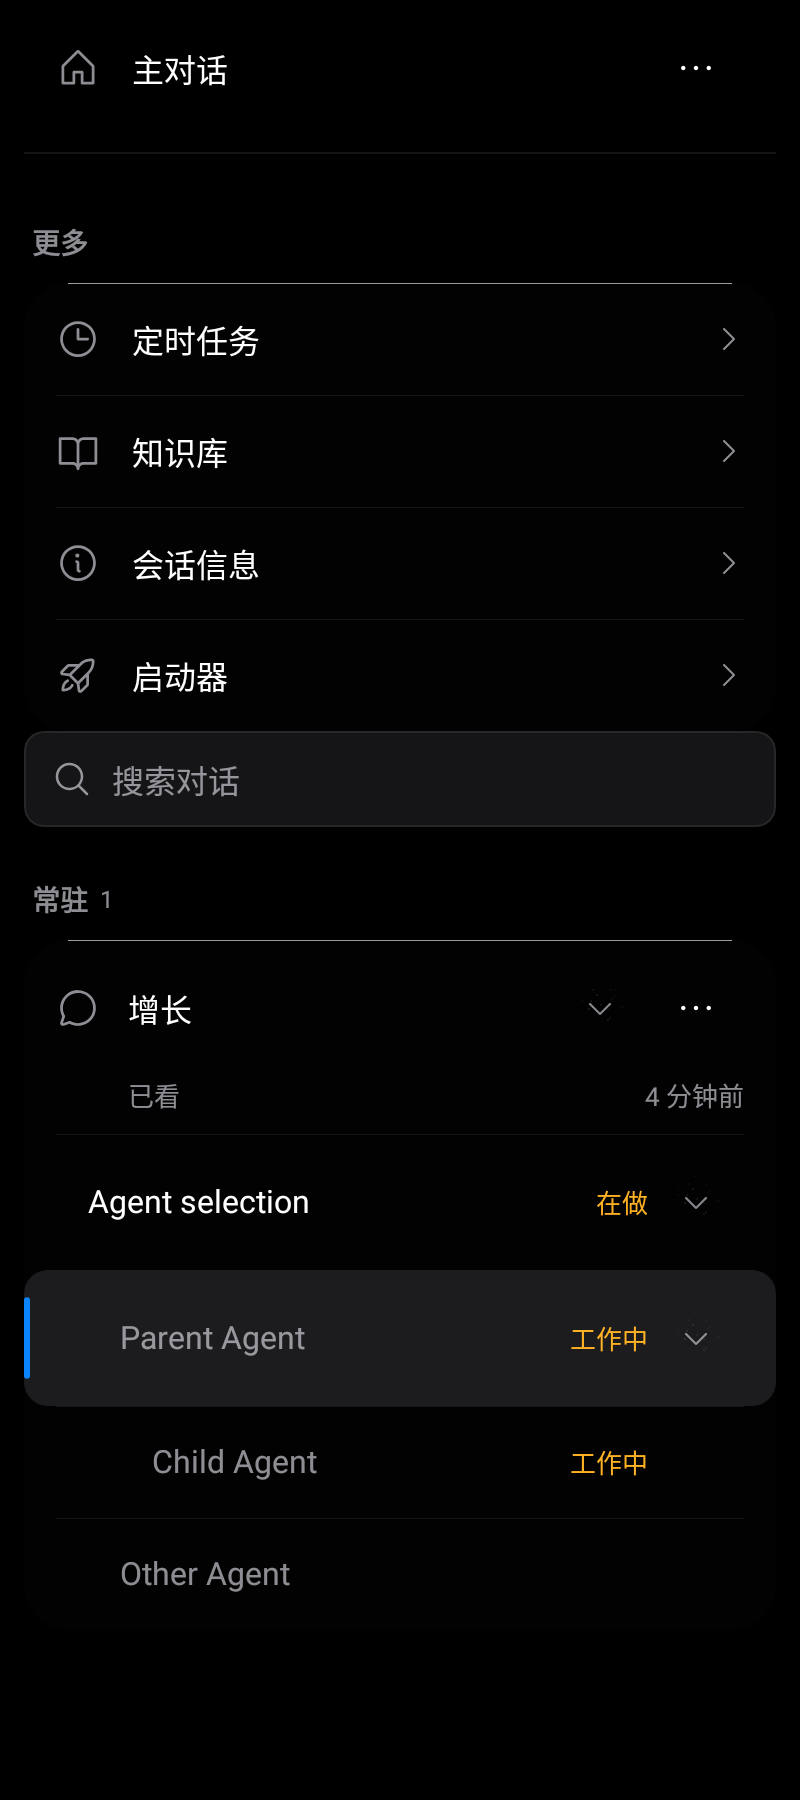 主对话
更多
定时任务
知识库
会话信息
启动器
搜索对话
常驻 1
增长
已看 4 分钟前
Agent selection 在做
Parent Agent 工作中
Child Agent 工作中
Other Agent